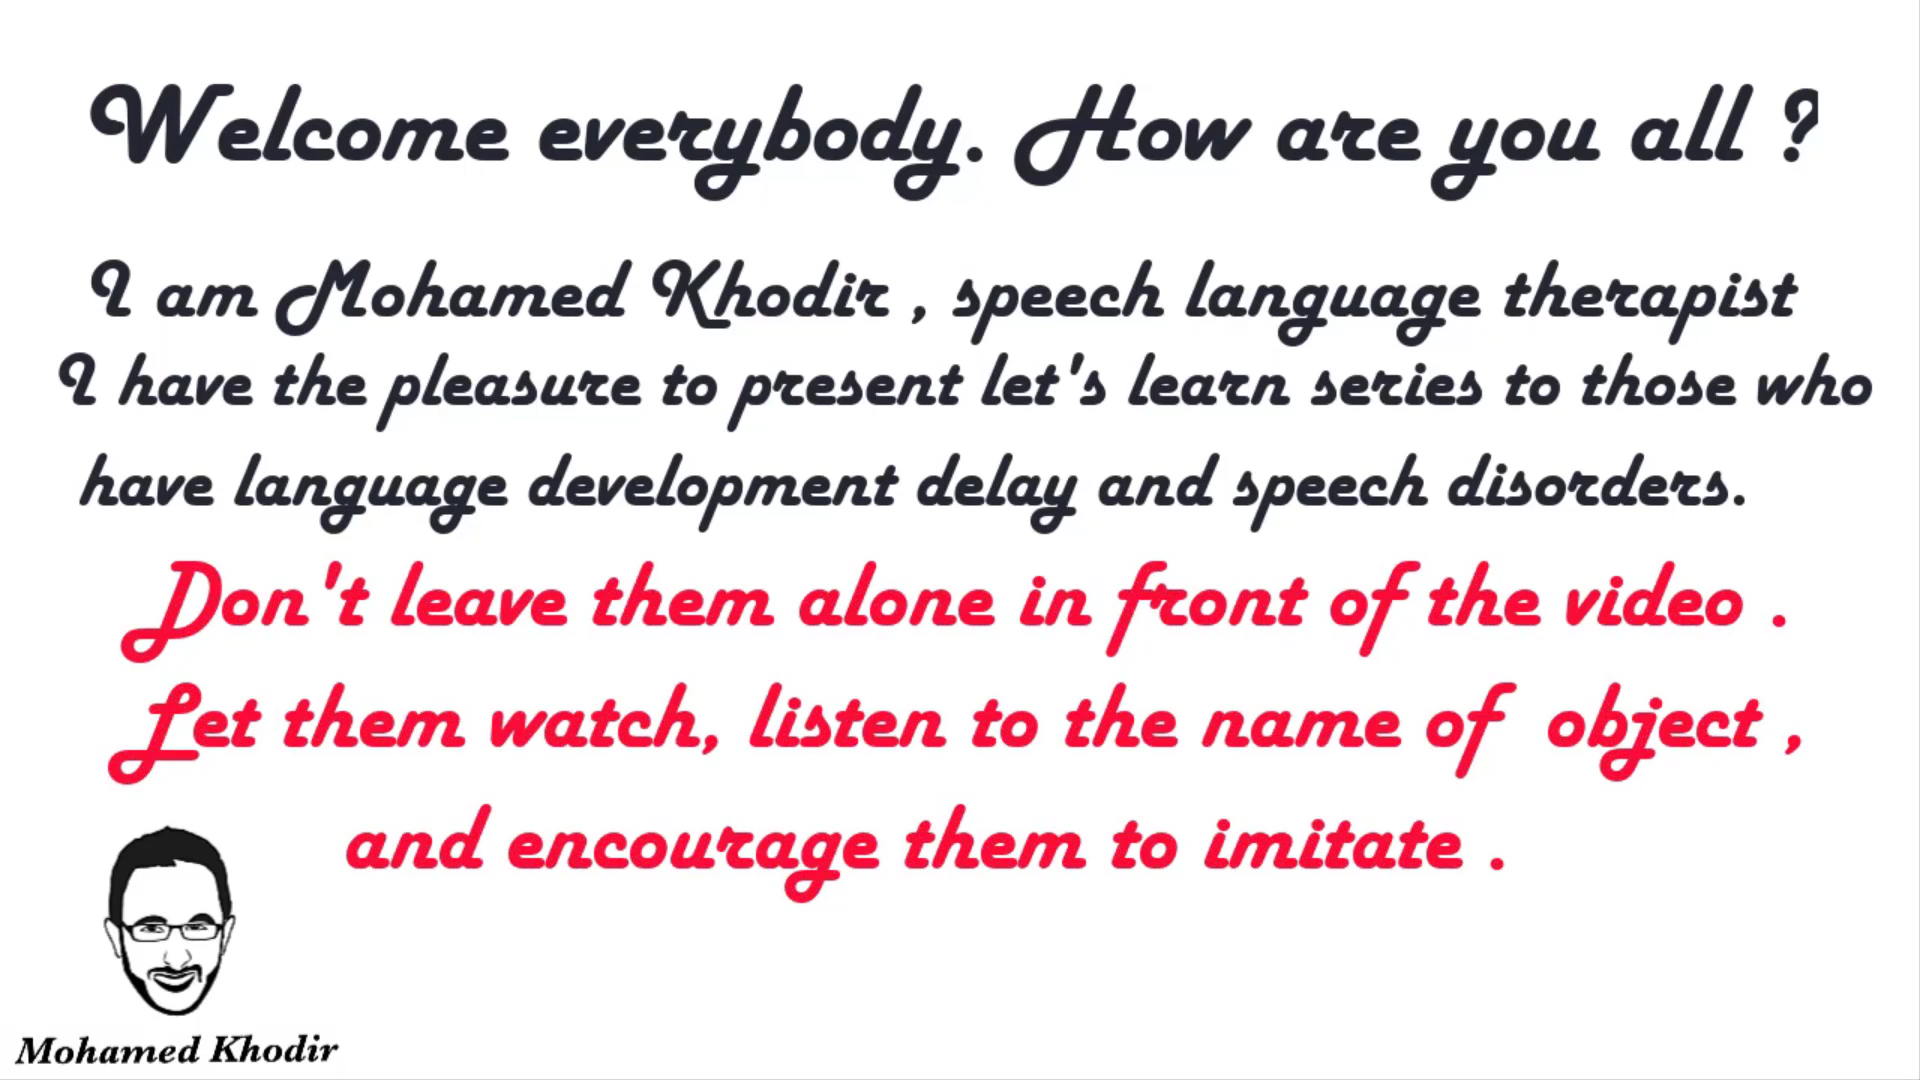 Welcome everybody. How are you all ?
I am Mohamed Khodir , speech language therapist
I have the pleasure to present let's learn series to those who
have language development delay and speech disorders.
Don't leave them alone in front of the video .
Let them watch, listen to the name of object ,
and encourage them to imitate .
Mohamed Khodir